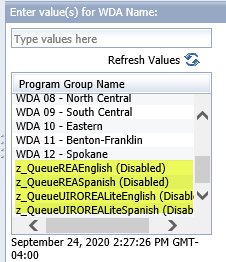 Enter value(s) for WDA Name:
Type values here
Refresh Values
Program Group Name
WDA 08 - North Central
WDA 09 - South Central
WDA 10 - Eastern
WDA 11 - Benton-Franklin
WDA 12 - Spokane
z_QueueREAEnglish (Disabled)
z_QueueREASpanish (Disabled)
z_QueueUIROREALiteEnglish (Disab
z_QueueUIROREALiteSpanish (Disab
September 24, 2020 2:27:26 PM GMT-
04:00